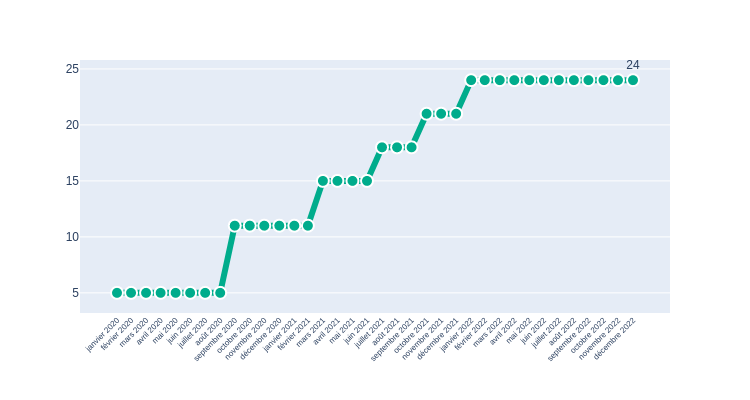 24
25
20
15
10
5
janvier 2020
février 2020
mars 2020
avril 2020
mai 2020
juin 2020
juillet 2020
août 2020
septembre 2020
octobre 2020
novembre 2020
décembre 2020
janvier 2021
février 2021
mars 2021
avril 2021
mai 2021
juin 2021
juillet 2021
août 2021
septembre 2021
octobre 2021
novembre 2021
décembre 2021
janvier 2022
février 2022
mars 2022
avril 2022
mai 2022
juin 2022
juillet 2022
août 2022
septembre 2022
octobre 2022
novembre 2022
décembre 2022